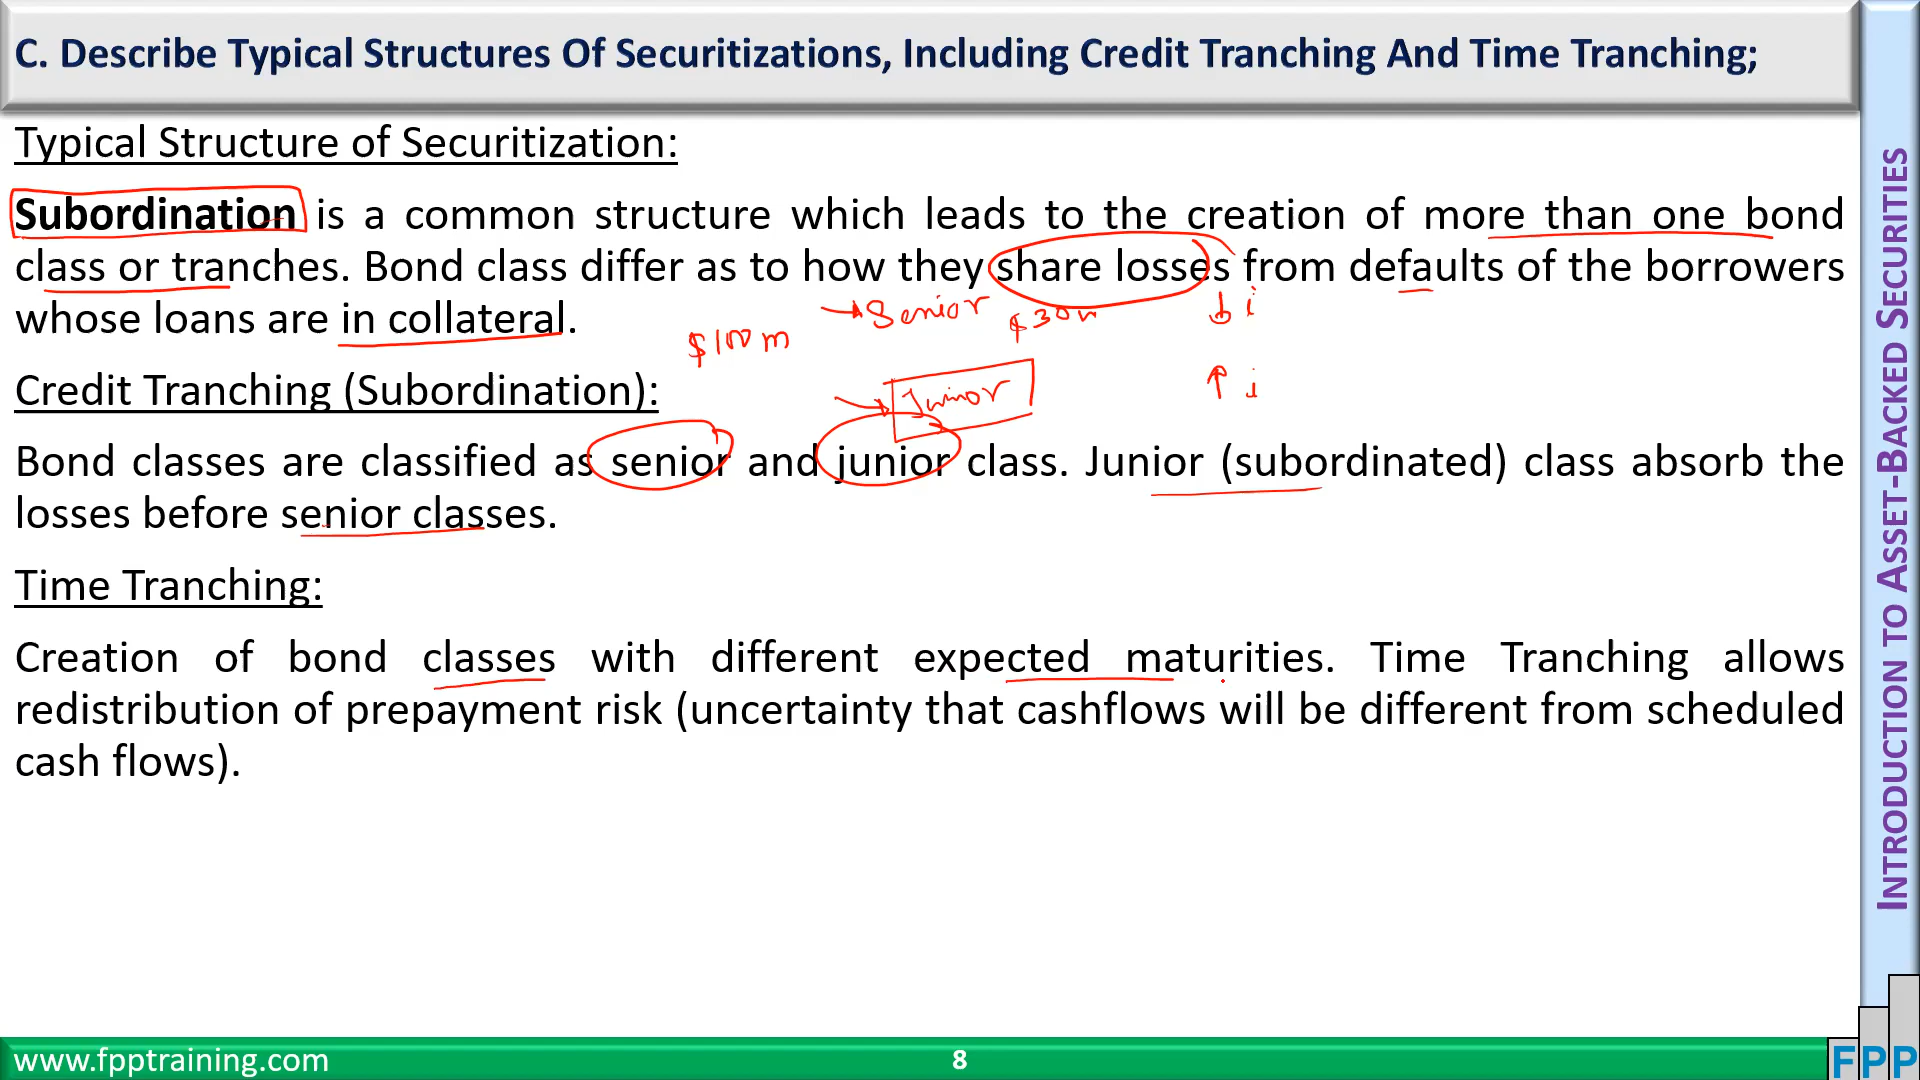 C. Describe Typical Structures Of Securitizations, Including Credit Tranching And Time Tranching;
Typical Structure of Securitization:
Subordination is a common structure which leads to the creation of more than one bond
class or tranches. Bond class differ as to how they share losses from defaults of the borrowers
whose loans are in collateral.
Senior
↓ i
$100 m
Junior
↑ i
Credit Tranching (Subordination):
Bond classes are classified as senior and junior class. Junior (subordinated) class absorb the
losses before senior classes.
Time Tranching:
Creation of bond classes with different expected maturities. Time Tranching allows
redistribution of prepayment risk (uncertainty that cashflows will be different from scheduled
cash flows).
INTRODUCTION TO ASSET-BACKED SECURITIES
www.fpptraining.com
8
FPP